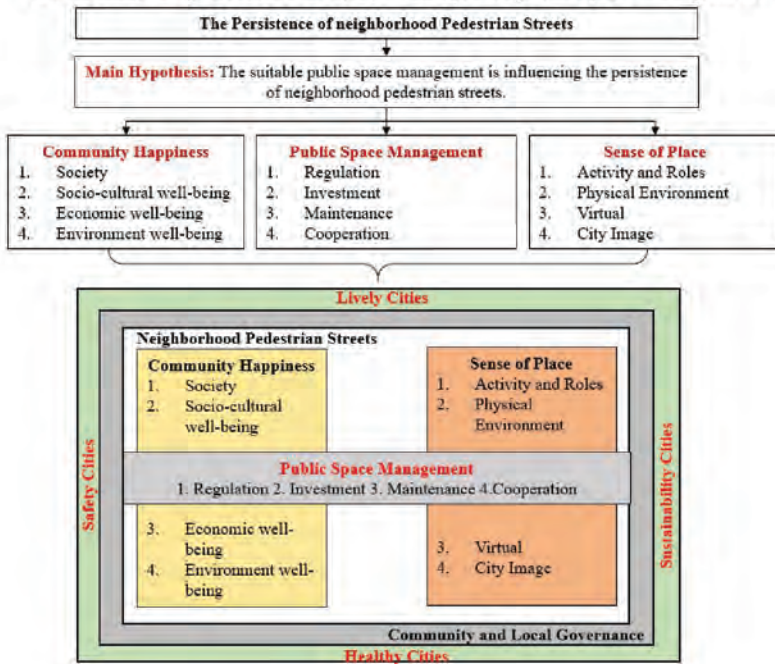 The Persistence of neighborhood Pedestrian Streets
Main Hypothesis: The suitable public space management is influencing the persistence
of neighborhood pedestrian streets.
Community Happiness
1. Society
2. Socio-cultural well-being
3. Economic well-being
4. Environment well-being
Public Space Management
1. Regulation
2. Investment
3. Maintenance
4. Cooperation
Sense of Place
1. Activity and Roles
2. Physical Environment
3. Virtual
4. City Image
Lively Cities
Safety Cities
Neighborhood Pedestrian Streets
Community Happiness
1. Society
2. Socio-cultural
well-being
Sense of Place
1. Activity and Roles
2. Physical
Environment
Public Space Management
1. Regulation 2. Investment 3. Maintenance 4.Cooperation
3. Economic well-
being
4. Environment well-
being
3. Virtual
4. City Image
Sustainability Cities
Community and Local Governance
Healthy Cities